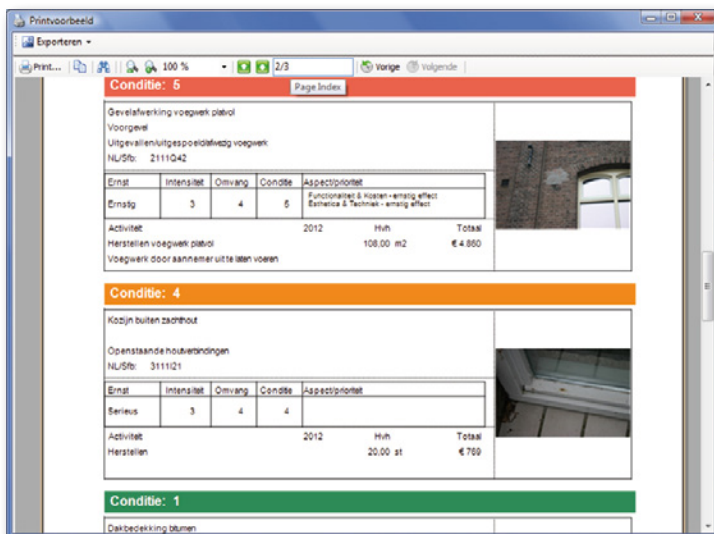 Printvoorbeeld
Exporteren
Print... 100 % 2/3 Vorige Volgende
Page Index
Conditie: 5
Gevelafwerking voegwerk platvol
Voorgevel
Uitgevallen/uitgespoeld/afwezig voegwerk
NL/Sfb: 2111Q42
Ernst Intensiteit Omvang Conditie Aspect/prioriteit
Ernstig 3 4 5 Functionaliteit & Kosten - ernstig effect
Esthetica & Techniek - ernstig effect
Activiteit 2012 Hvh Totaal
Herstellen voegwerk platvol 108,00 m2 € 4.860
Voegwerk door aannemer uit te laten voeren
Conditie: 4
Kozijn buiten zachthout
Openstaande houtverbindingen
NL/Sfb: 3111I21
Ernst Intensiteit Omvang Conditie Aspect/prioriteit
Serieus 3 4 4
Activiteit 2012 Hvh Totaal
Herstellen 20,00 st € 769
Conditie: 1
Dakbedekking bitumen